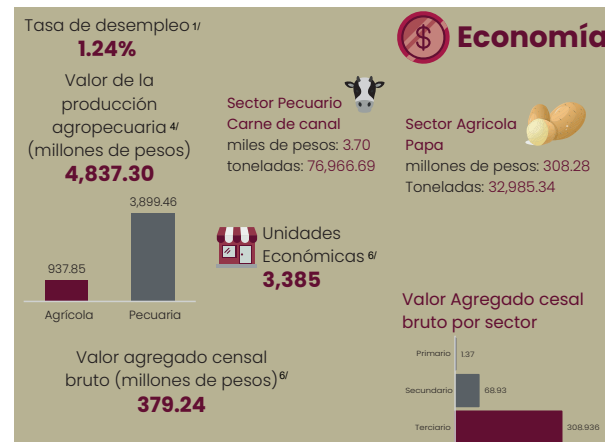 Economía
Tasa de desempleo 1/
1.24%
Valor de la
producción
agropecuaria 4/
(millones de pesos)
4,837.30
937.85
3,899.46
Agrícola
Pecuaria
Sector Pecuario
Carne de canal
miles de pesos: 3.70
toneladas: 76,966.69
Sector Agricola
Papa
millones de pesos: 308.28
Toneladas: 32,985.34
Unidades
Económicas 6/
3,385
Valor agregado censal
bruto (millones de pesos) 6/
379.24
Valor Agregado cesal
bruto por sector
Primario 1.37
Secundario 68.93
Terciario 308.936